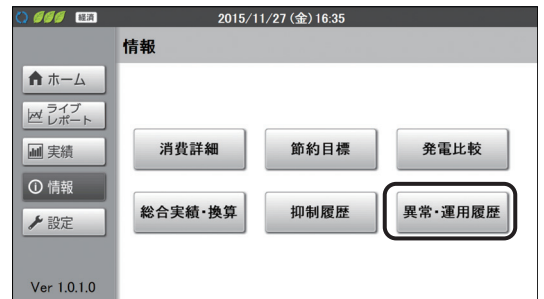 経済 2015/11/27(金)16:35
情報
ホーム
ライブ
レポート
実績
情報
設定
消費詳細 節約目標 発電比較
総合実績・換算 抑制履歴 異常・運用履歴
Ver 1.0.1.0